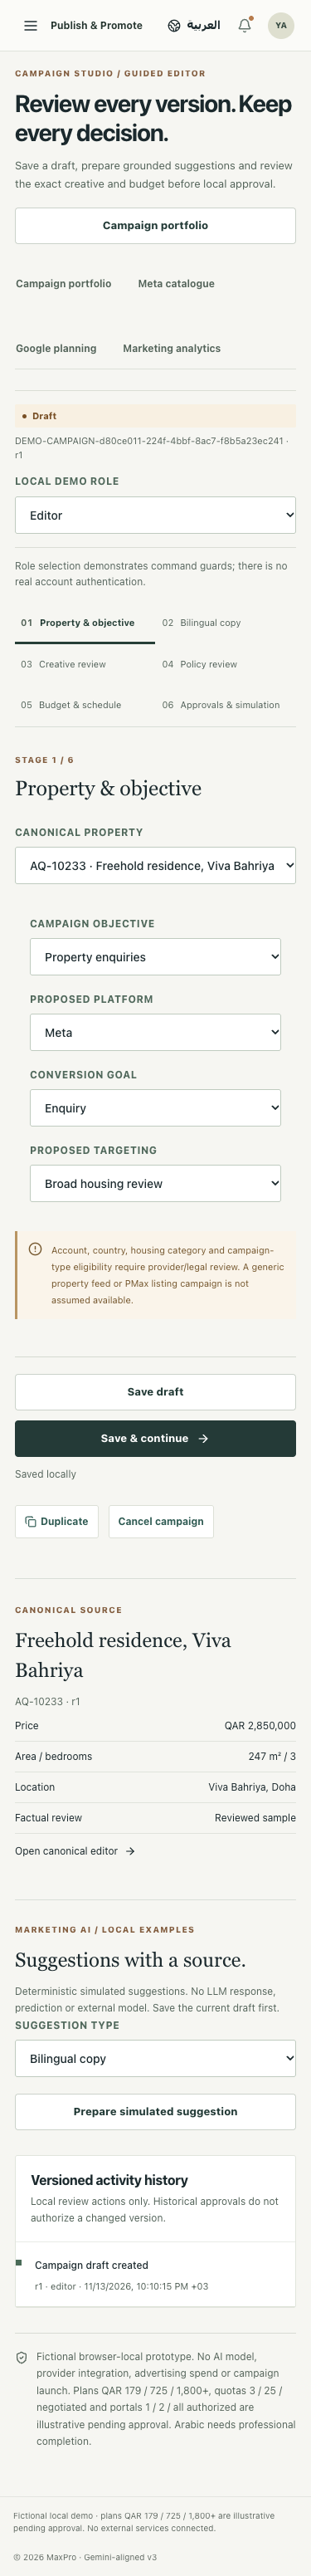 Publish & Promote
العربية
YA
CAMPAIGN STUDIO / GUIDED EDITOR
Review every version. Keep
every decision.
Save a draft, prepare grounded suggestions and review
the exact creative and budget before local approval.
Campaign portfolio
Campaign portfolio Meta catalogue
Google planning Marketing analytics
Draft
DEMO-CAMPAIGN-d80ce011-224f-4bbf-8ac7-f8b5a23ec241 ·
r1
LOCAL DEMO ROLE
Editor
Role selection demonstrates command guards; there is no
real account authentication.
01 Property & objective 02 Bilingual copy
03 Creative review 04 Policy review
05 Budget & schedule 06 Approvals & simulation
STAGE 1 / 6
Property & objective
CANONICAL PROPERTY
AQ-10233 · Freehold residence, Viva Bahriya
CAMPAIGN OBJECTIVE
Property enquiries
PROPOSED PLATFORM
Meta
CONVERSION GOAL
Enquiry
PROPOSED TARGETING
Broad housing review
Account, country, housing category and campaign-
type eligibility require provider/legal review. A generic
property feed or PMax listing campaign is not
assumed available.
Save draft
Save & continue
Saved locally
Duplicate Cancel campaign
CANONICAL SOURCE
Freehold residence, Viva
Bahriya
AQ-10233 · r1
Price QAR 2,850,000
Area / bedrooms 247 m² / 3
Location Viva Bahriya, Doha
Factual review Reviewed sample
Open canonical editor
MARKETING AI / LOCAL EXAMPLES
Suggestions with a source.
Deterministic simulated suggestions. No LLM response,
prediction or external model. Save the current draft first.
SUGGESTION TYPE
Bilingual copy
Prepare simulated suggestion
Versioned activity history
Local review actions only. Historical approvals do not
authorize a changed version.
Campaign draft created
r1 · editor · 11/13/2026, 10:10:15 PM +03
Fictional browser-local prototype. No AI model,
provider integration, advertising spend or campaign
launch. Plans QAR 179 / 725 / 1,800+, quotas 3 / 25 /
negotiated and portals 1 / 2 / all authorized are
illustrative pending approval. Arabic needs professional
completion.
Fictional local demo · plans QAR 179 / 725 / 1,800+ are illustrative
pending approval. No external services connected.
© 2026 MaxPro · Gemini-aligned v3